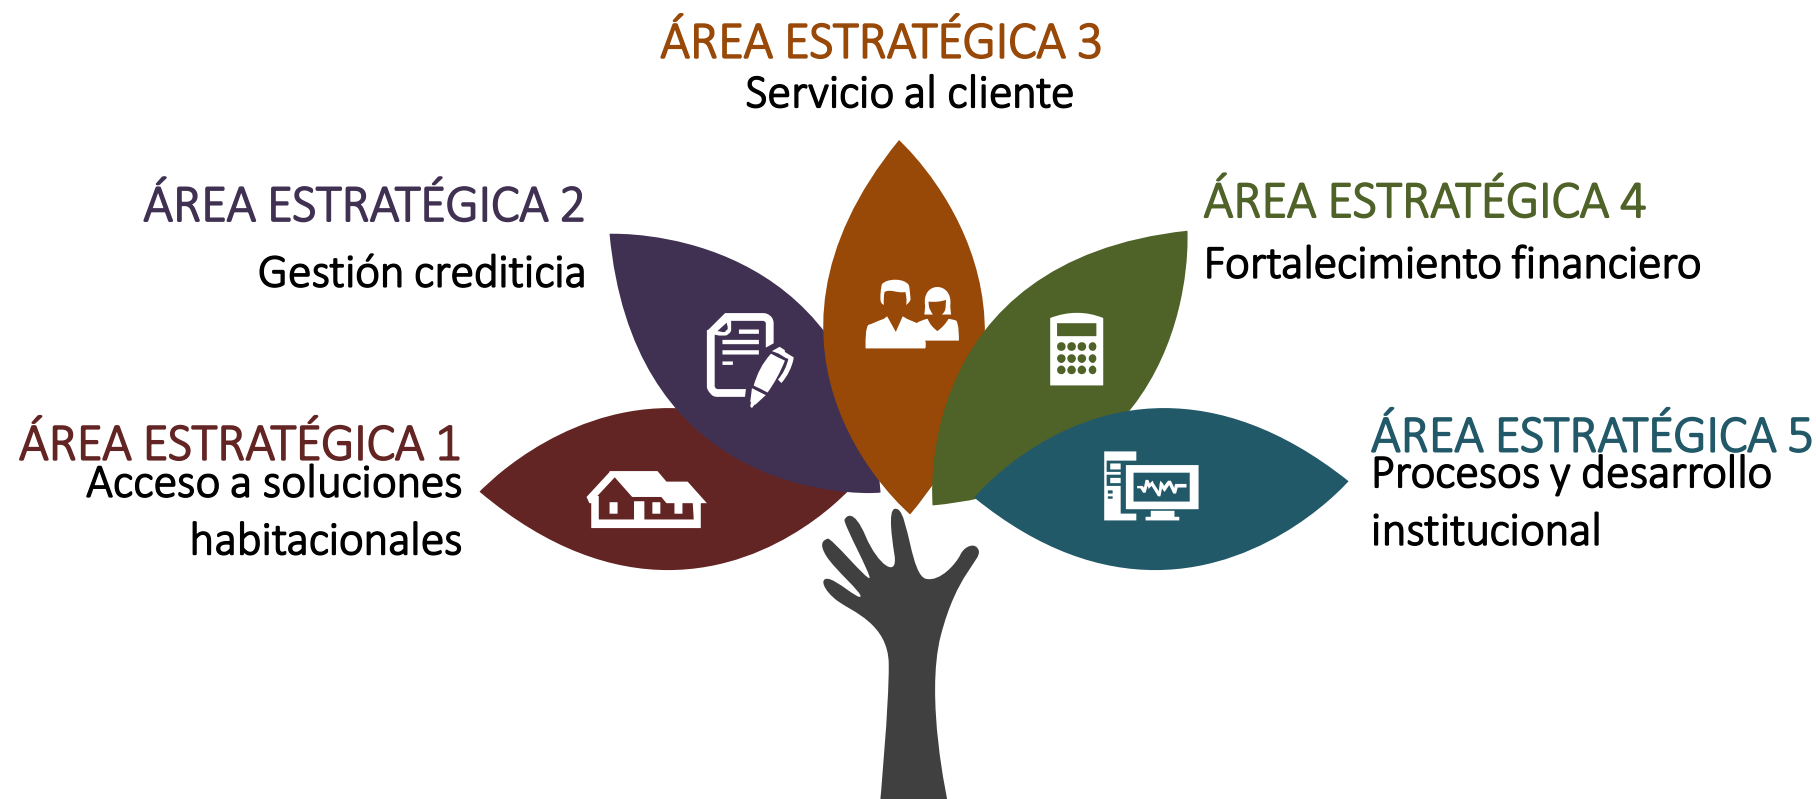 ÁREA ESTRATÉGICA 1
Acceso a soluciones
habitacionales
ÁREA ESTRATÉGICA 2
Gestión crediticia
ÁREA ESTRATÉGICA 3
Servicio al cliente
ÁREA ESTRATÉGICA 4
Fortalecimiento financiero
ÁREA ESTRATÉGICA 5
Procesos y desarrollo
institucional